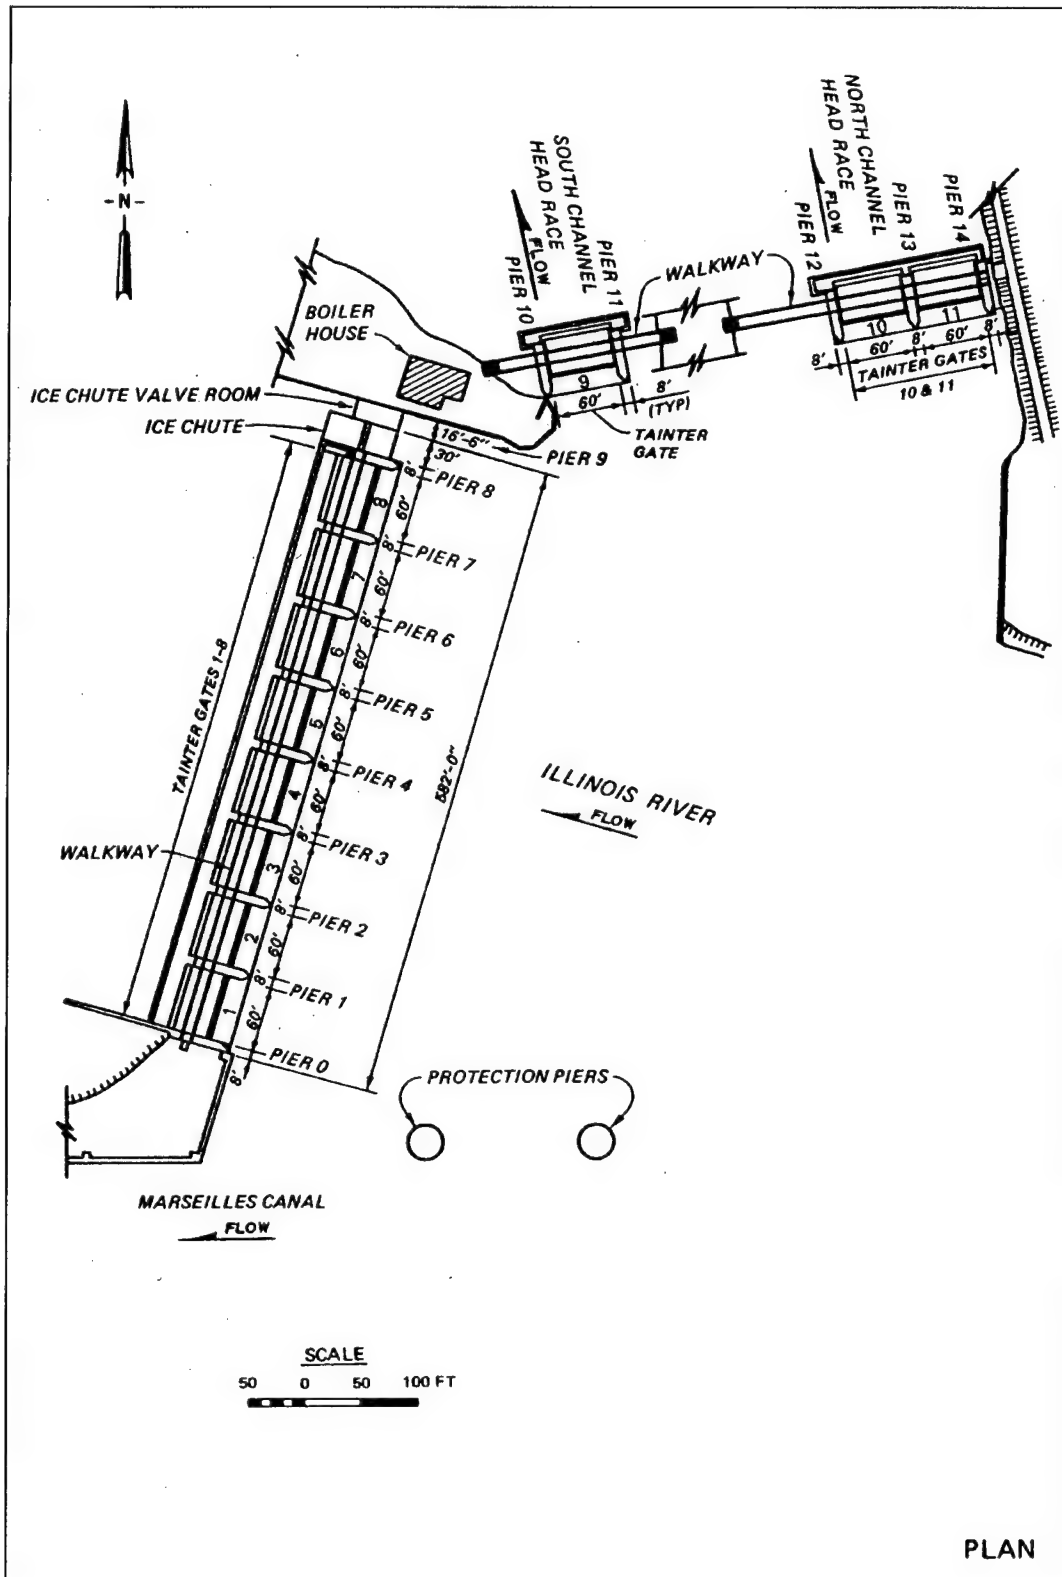 NORTH CHANNEL
HEAD RACE
FLOW
PIER 12
PIER 13
PIER 14
SOUTH CHANNEL
HEAD RACE
FLOW
PIER 10
PIER 11
WALKWAY
- N -
BOILER
HOUSE
10
11
8'
60'
8'
60'
8'
TAINTER GATES
10 & 11
9
60'
8'
(TYP)
TAINTER
GATE
ICE CHUTE VALVE ROOM
ICE CHUTE
16'-6"
30'
PIER 9
8'
PIER 8
8
60'
8'
PIER 7
7
60'
8'
PIER 6
6
60'
8'
PIER 5
5
60'
8'
PIER 4
4
60'
8'
PIER 3
3
60'
8'
PIER 2
2
60'
8'
PIER 1
1
60'
PIER 0
8'
TAINTER GATES 1-8
582'-0"
WALKWAY
ILLINOIS RIVER
FLOW
PROTECTION PIERS
MARSEILLES CANAL
FLOW
SCALE
50 0 50 100 FT
PLAN